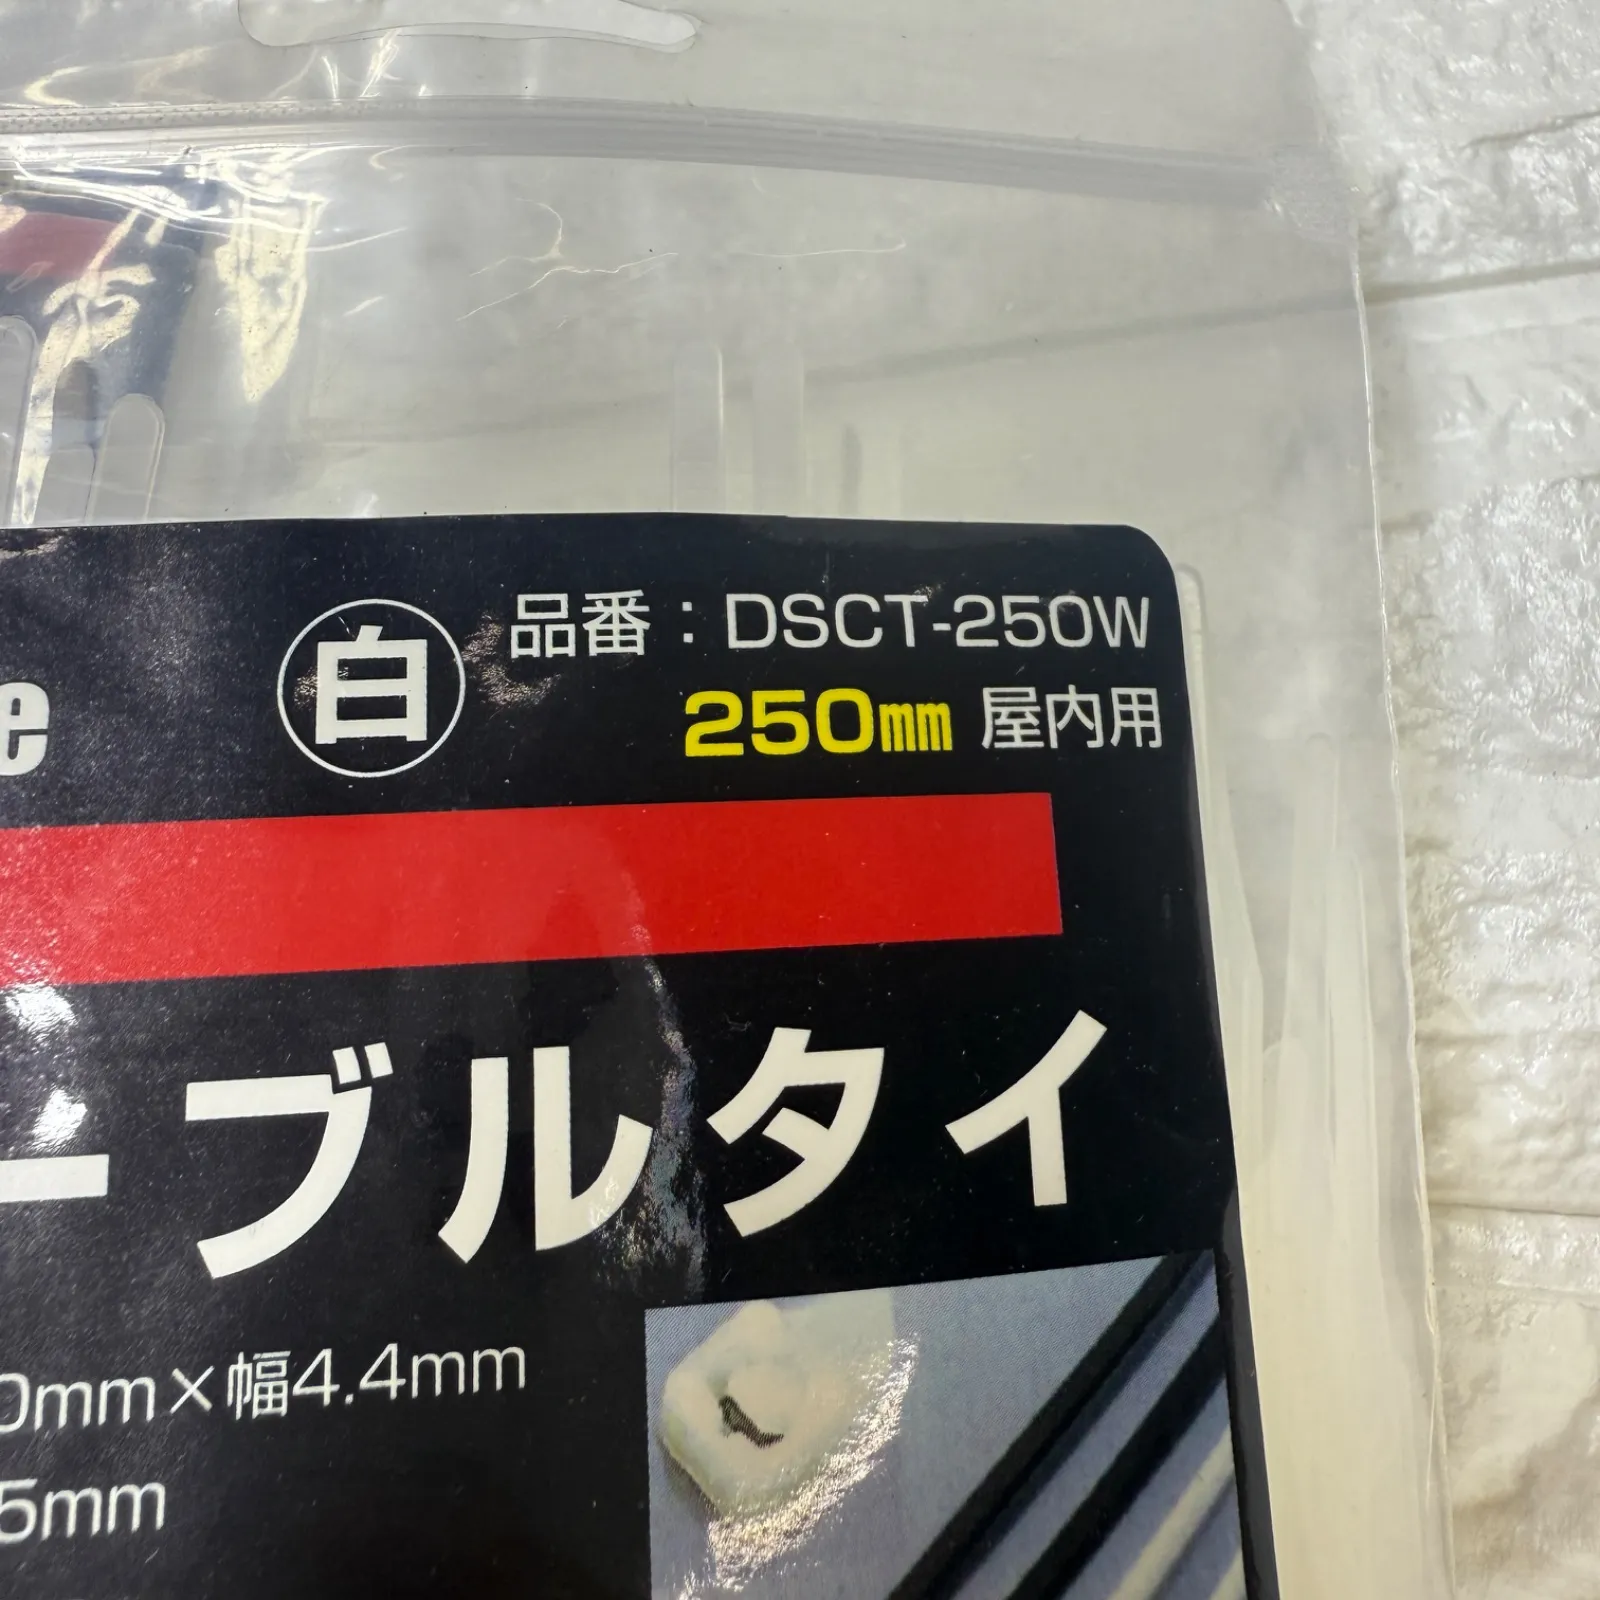 品番：DSCT-250W
白
250mm 屋内用
e
ーブルタイ
0mm×幅4.4mm
5mm